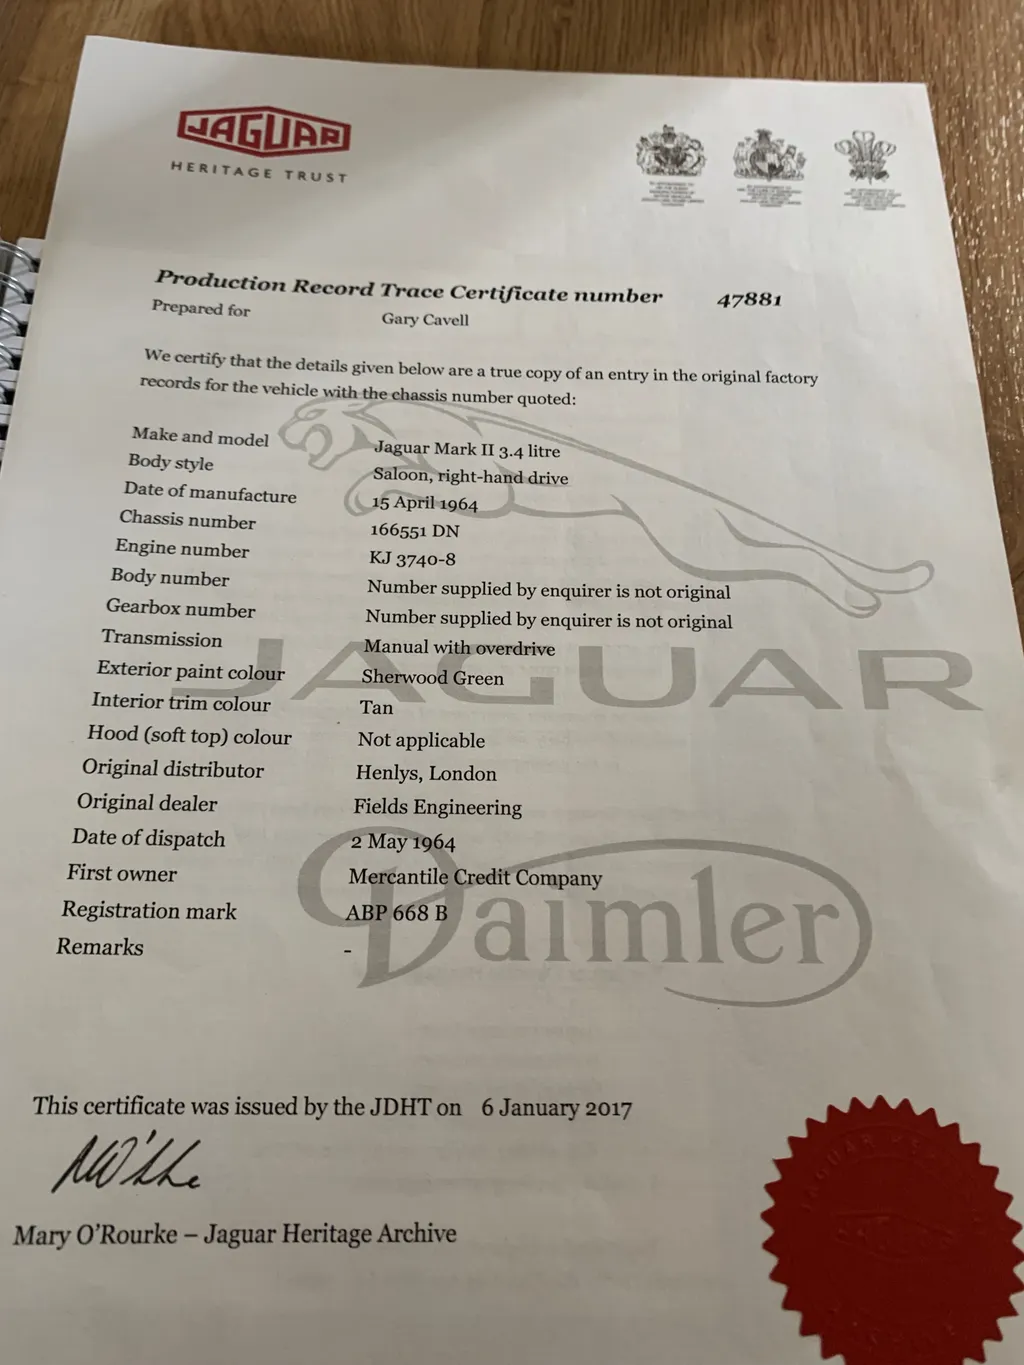 JAGUAR
HERITAGE TRUST
Production Record Trace Certificate number 47881
Prepared for Gary Cavell
We certify that the details given below are a true copy of an entry in the original factory
records for the vehicle with the chassis number quoted:
Make and model Jaguar Mark II 3.4 litre
Body style Saloon, right-hand drive
Date of manufacture 15 April 1964
Chassis number 166551 DN
Engine number KJ 3740-8
Body number Number supplied by enquirer is not original
Gearbox number Number supplied by enquirer is not original
Transmission Manual with overdrive
Exterior paint colour Sherwood Green
Interior trim colour Tan
Hood (soft top) colour Not applicable
Original distributor Henlys, London
Original dealer Fields Engineering
Date of dispatch 2 May 1964
First owner Mercantile Credit Company
Registration mark ABP 668 B
Remarks -
JAGUAR
Daimler
This certificate was issued by the JDHT on 6 January 2017
Mary O'Rourke – Jaguar Heritage Archive